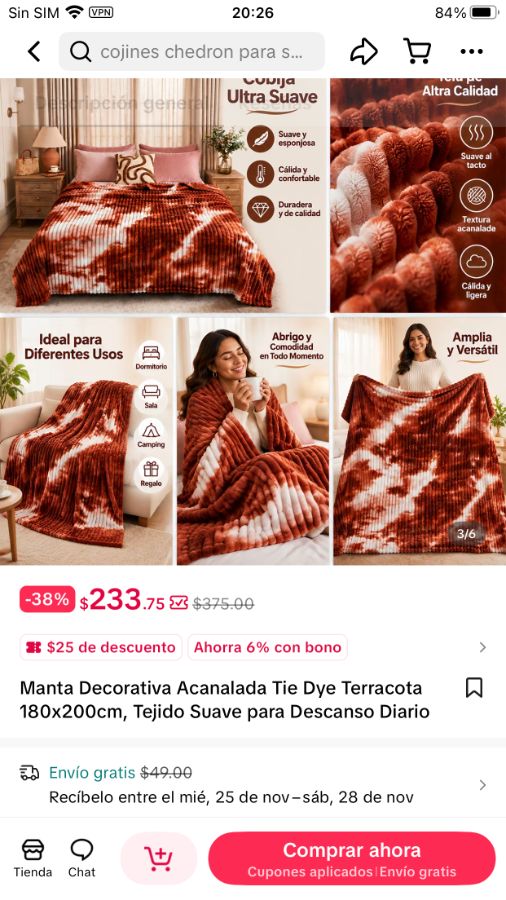 Sin SIM VPN 20:26 84%
cojines chedron para s...
Descripción general
Cobija
Ultra Suave
Suave y
esponjosa
Cálida y
confortable
Duradera
y de calidad
Altra Calidad
Suave al
tacto
Textura
acanalada
Cálida y
ligera
Ideal para
Diferentes Usos
Dormitorio
Sala
Camping
Regalo
Abrigo y
Comodidad
en Todo Momento
Amplia
y Versátil
3/6
-38% $233.75 $375.00
$25 de descuento Ahorra 6% con bono
Manta Decorativa Acanalada Tie Dye Terracota
180x200cm, Tejido Suave para Descanso Diario
Envío gratis $49.00
Recíbelo entre el mié, 25 de nov–sáb, 28 de nov
Tienda
Chat
Comprar ahora
Cupones aplicados | Envío gratis